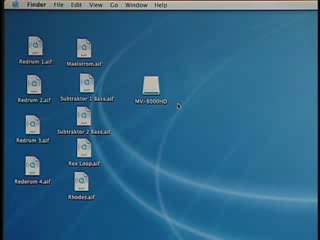 Finder File Edit View Go Window Help
Redrum 1.aif
Maelstrom.aif
Redrum 2.aif
Subtraktor 1 Bass.aif
MV-8000HD
Redrum 3.aif
Subtraktor 2 Bass.aif
Rex Loop.aif
Rederum 4.aif
Rhodes.aif